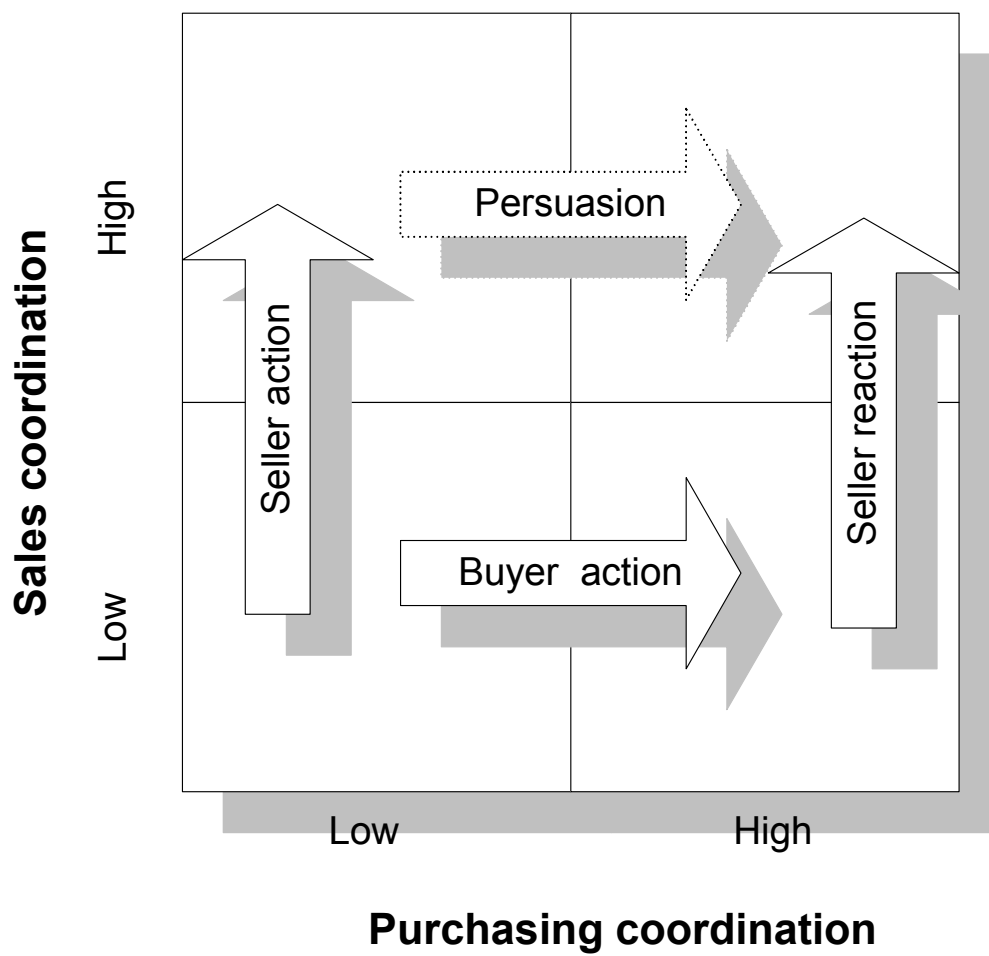 Persuasion
High
Sales coordination
Seller action
Seller reaction
Buyer action
Low
Low
High
Purchasing coordination